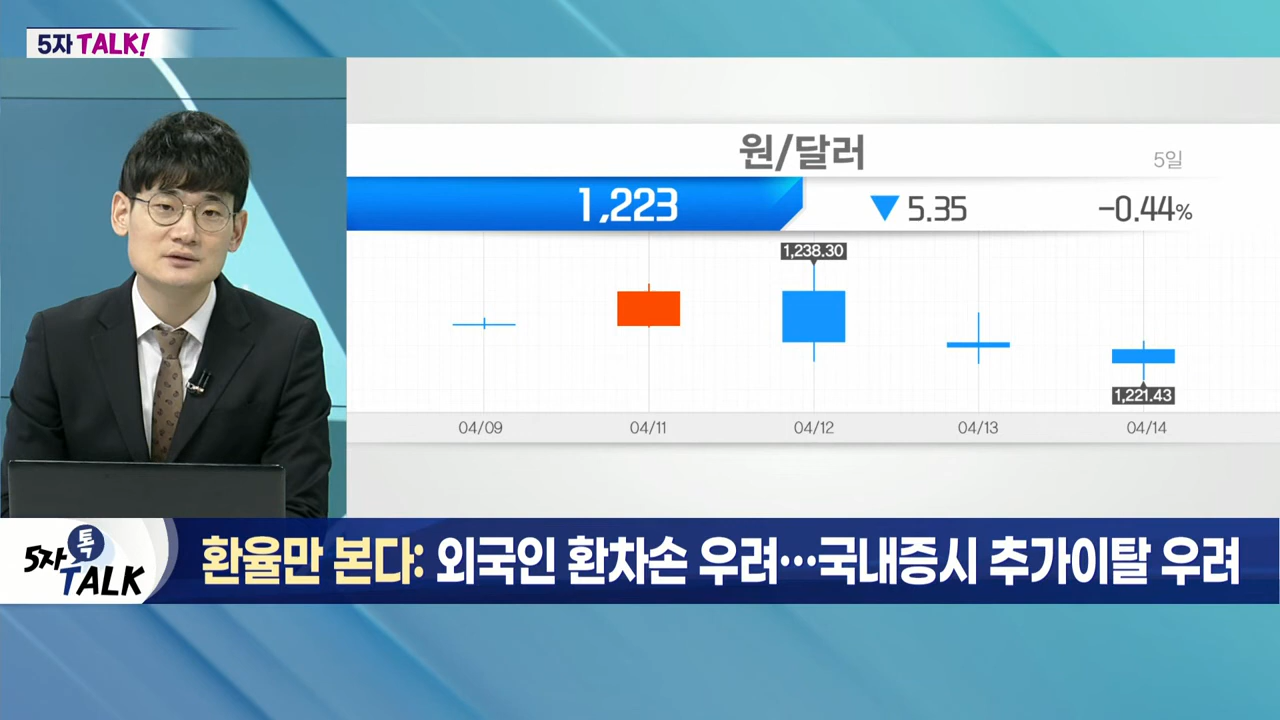 5자 TALK!
원/달러
5일
1,223
▼ 5.35
-0.44%
1,238.30
1,221.43
04/09 04/11 04/12 04/13 04/14
5자톡
TALK
환율만 본다: 외국인 환차손 우려…국내증시 추가이탈 우려